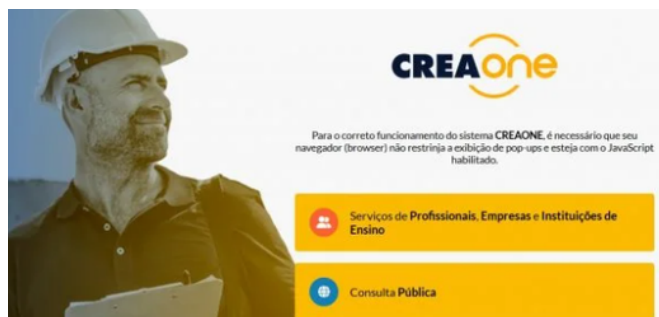 CREAone
Para o correto funcionamento do sistema CREAONE, é necessário que seu
navegador (browser) não restrinja a exibição de pop-ups e esteja com o JavaScript
habilitado.
Serviços de Profissionais, Empresas e Instituições de
Ensino
Consulta Pública